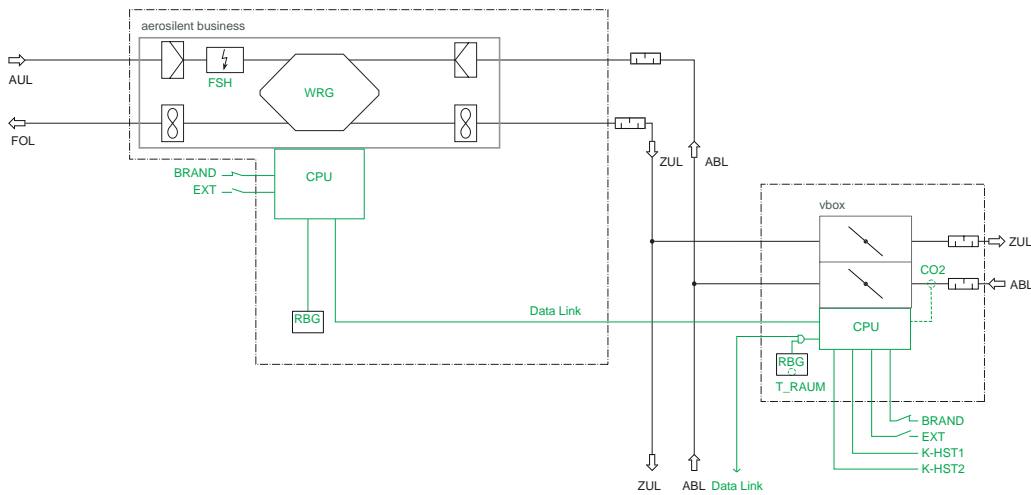 aerosilent business
AUL
FSH
WRG
FOL
ZUL
ABL
BRAND
CPU
EXT
vbox
ZUL
CO2
ABL
RBG
Data Link
CPU
RBG
T_RAUM
BRAND
EXT
K-HST1
K-HST2
ZUL
ABL
Data Link